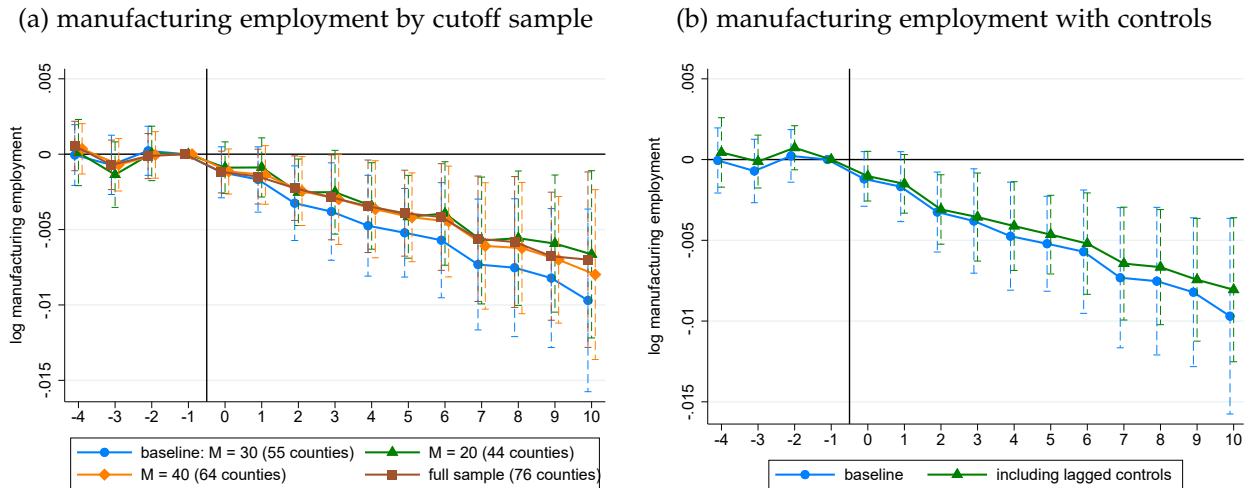 (a) manufacturing employment by cutoff sample
log manufacturing employment
.005
0
-.005
-.01
-.015
-4 -3 -2 -1 0 1 2 3 4 5 6 7 8 9 10
baseline: M = 30 (55 counties) M = 20 (44 counties)
M = 40 (64 counties) full sample (76 counties)
(b) manufacturing employment with controls
log manufacturing employment
.005
0
-.005
-.01
-.015
-4 -3 -2 -1 0 1 2 3 4 5 6 7 8 9 10
baseline including lagged controls